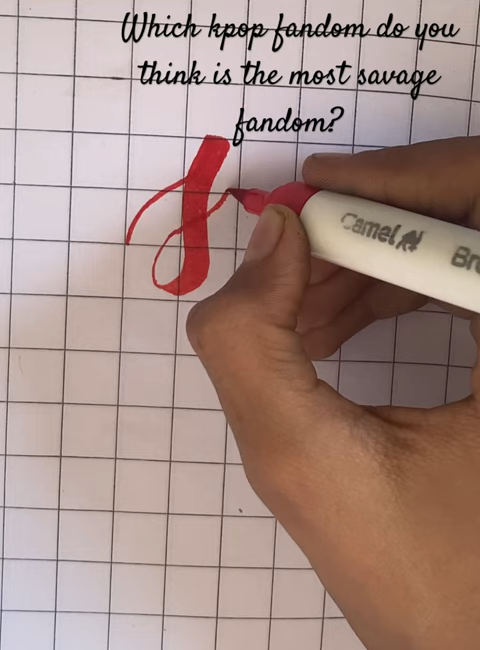 Which kpop fandom do you
think is the most savage
fandom?
Camel